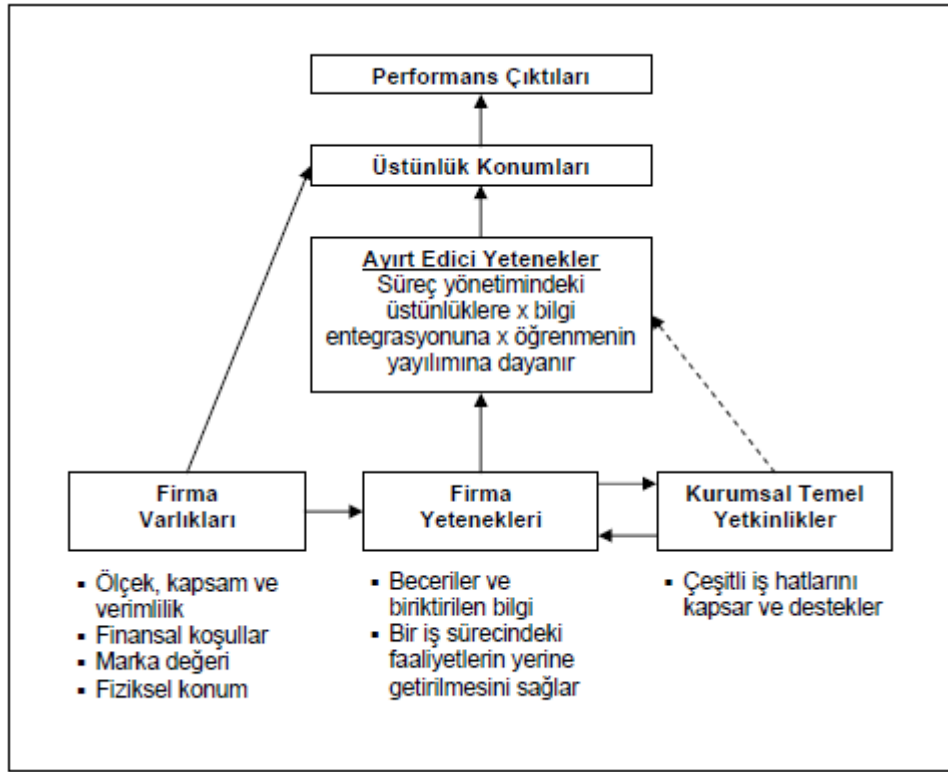 Performans Çıktıları
Üstünlük Konumları
Ayırt Edici Yetenekler
Süreç yönetimindeki
üstünlüklere x bilgi
entegrasyonuna x öğrenmenin
yayılımına dayanır
Firma
Varlıkları
Firma
Yetenekleri
Kurumsal Temel
Yetkinlikler
▪ Ölçek, kapsam ve
verimlilik
▪ Finansal koşullar
▪ Marka değeri
▪ Fiziksel konum
▪ Beceriler ve
biriktirilen bilgi
▪ Bir iş sürecindeki
faaliyetlerin yerine
getirilmesini sağlar
▪ Çeşitli iş hatlarını
kapsar ve destekler